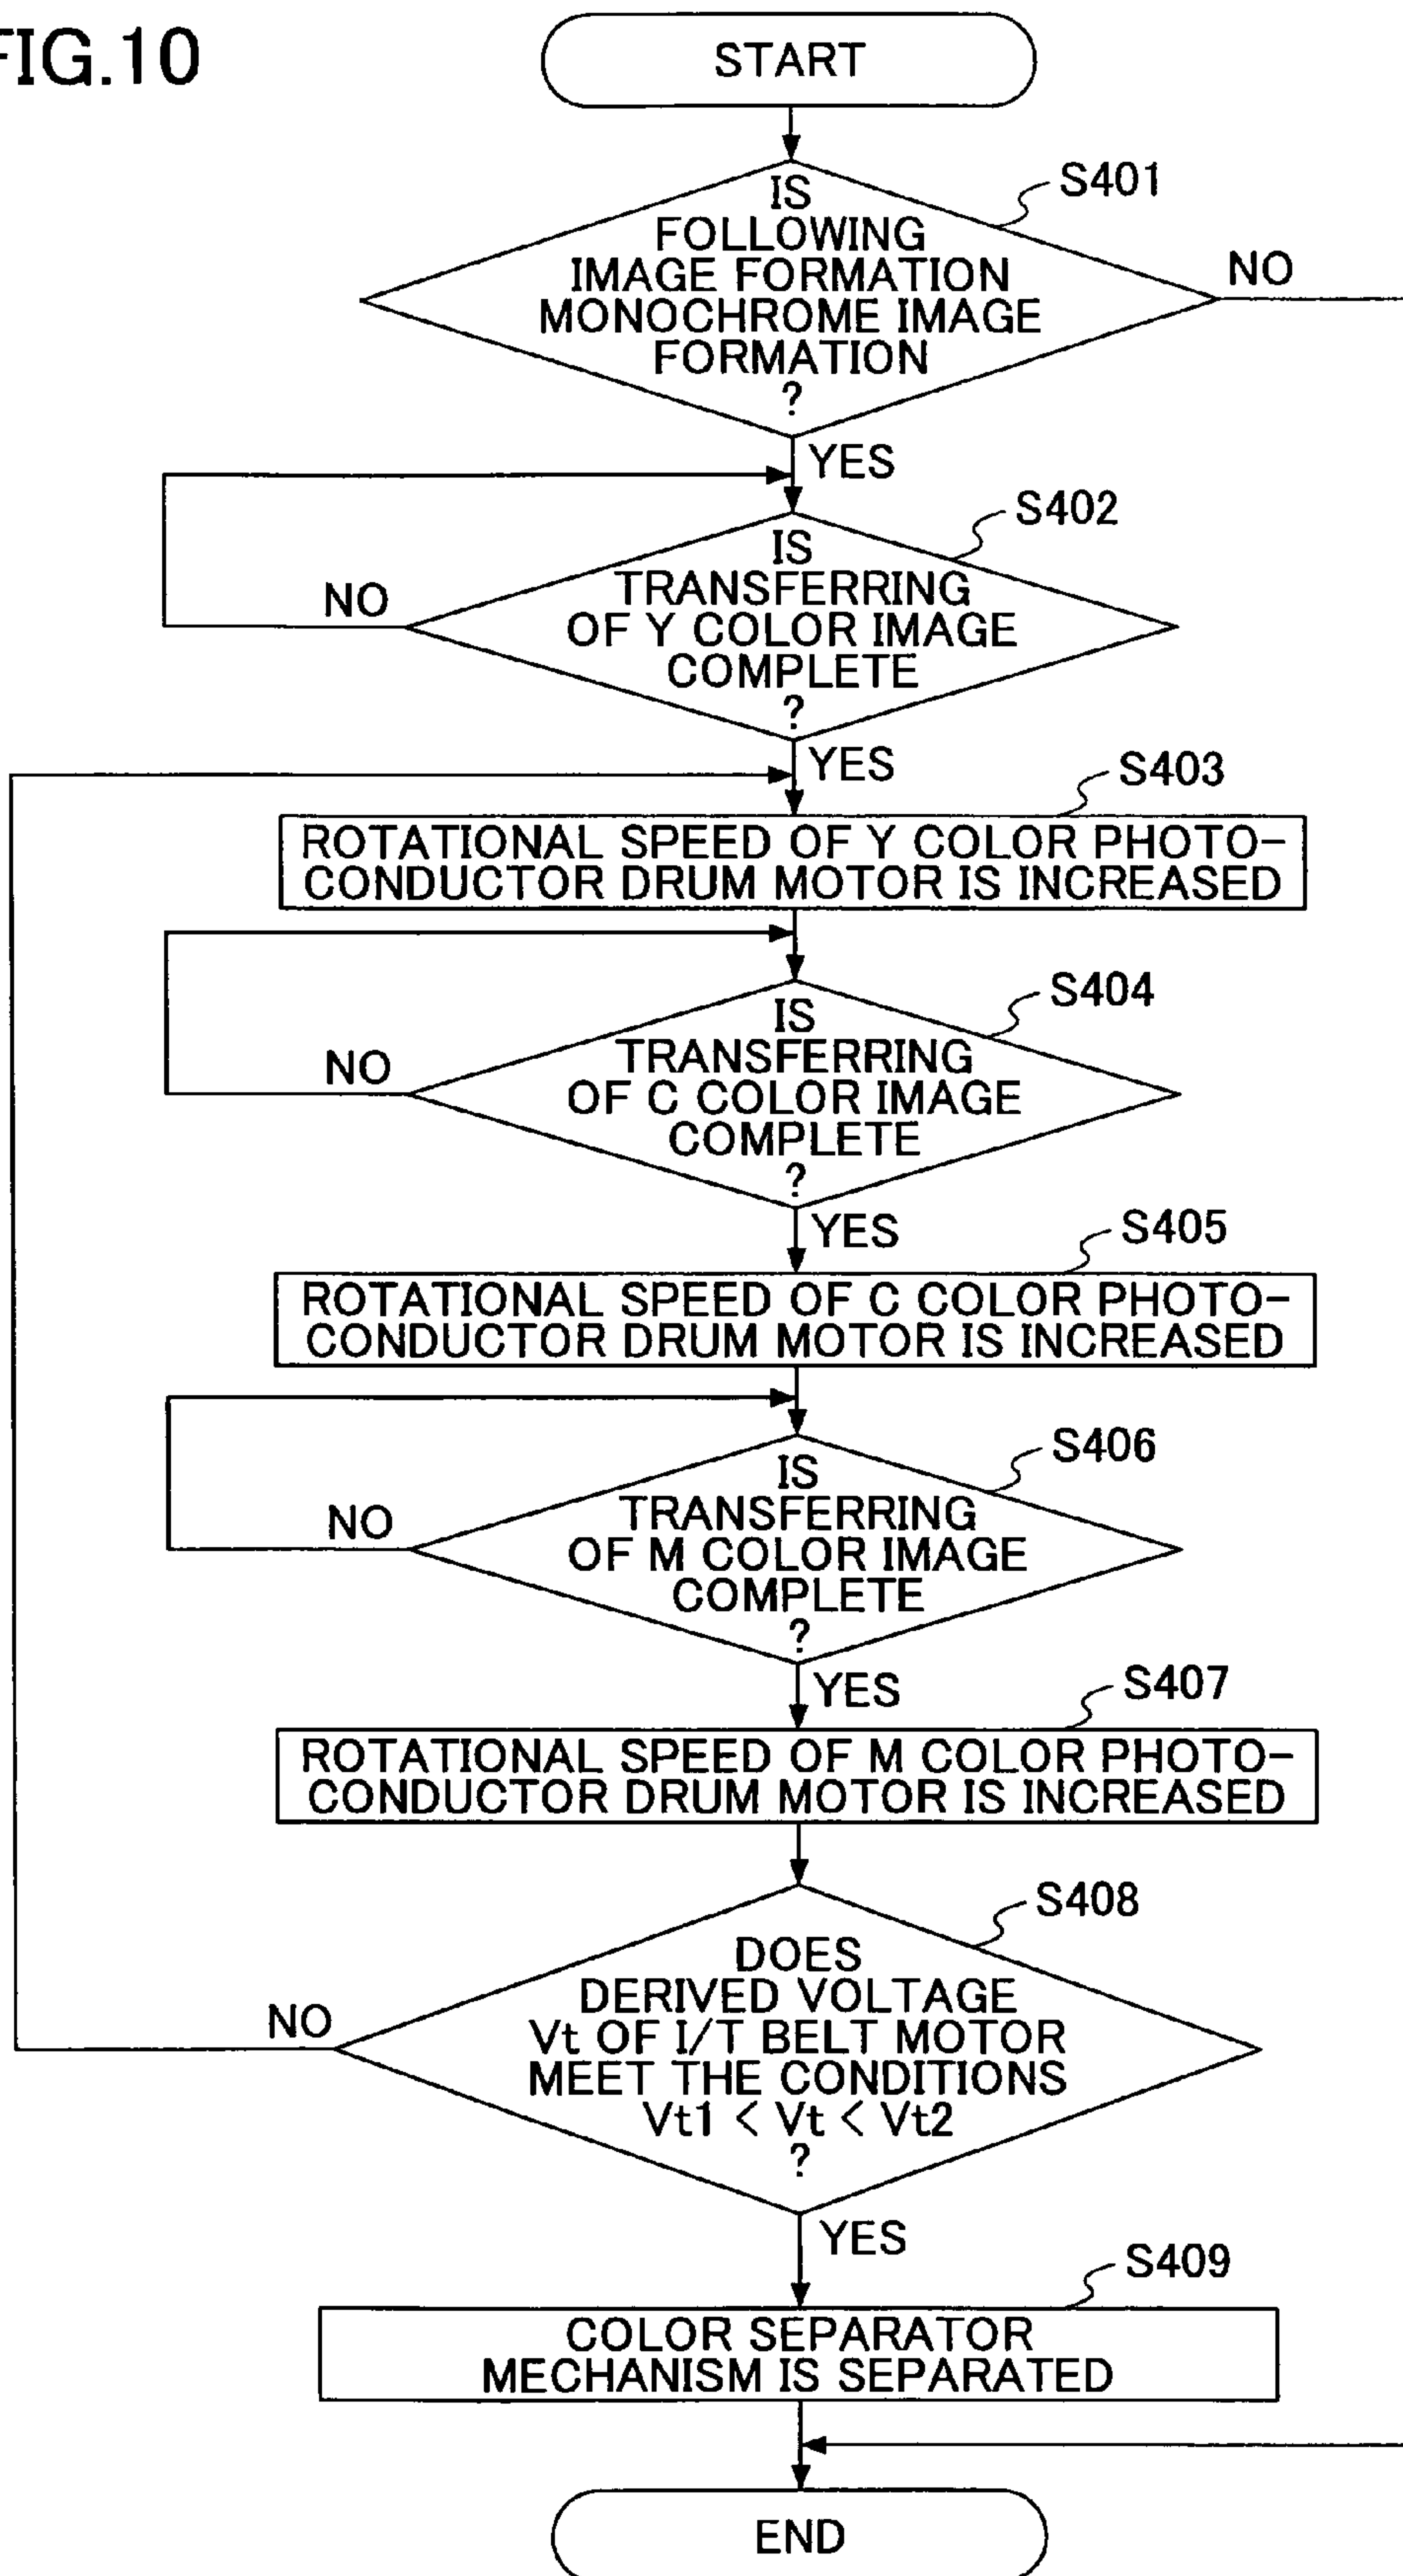 FIG.10
START
S401
IS
FOLLOWING
IMAGE FORMATION
MONOCHROME IMAGE
FORMATION
?
NO
YES
S402
IS
TRANSFERRING
OF Y COLOR IMAGE
COMPLETE
?
NO
YES
S403
ROTATIONAL SPEED OF Y COLOR PHOTO-
CONDUCTOR DRUM MOTOR IS INCREASED
S404
IS
TRANSFERRING
OF C COLOR IMAGE
COMPLETE
?
NO
YES
S405
ROTATIONAL SPEED OF C COLOR PHOTO-
CONDUCTOR DRUM MOTOR IS INCREASED
S406
IS
TRANSFERRING
OF M COLOR IMAGE
COMPLETE
?
NO
YES
S407
ROTATIONAL SPEED OF M COLOR PHOTO-
CONDUCTOR DRUM MOTOR IS INCREASED
S408
DOES
DERIVED VOLTAGE
Vt OF I/T BELT MOTOR
MEET THE CONDITIONS
Vt1 < Vt < Vt2
?
NO
YES
S409
COLOR SEPARATOR
MECHANISM IS SEPARATED
END